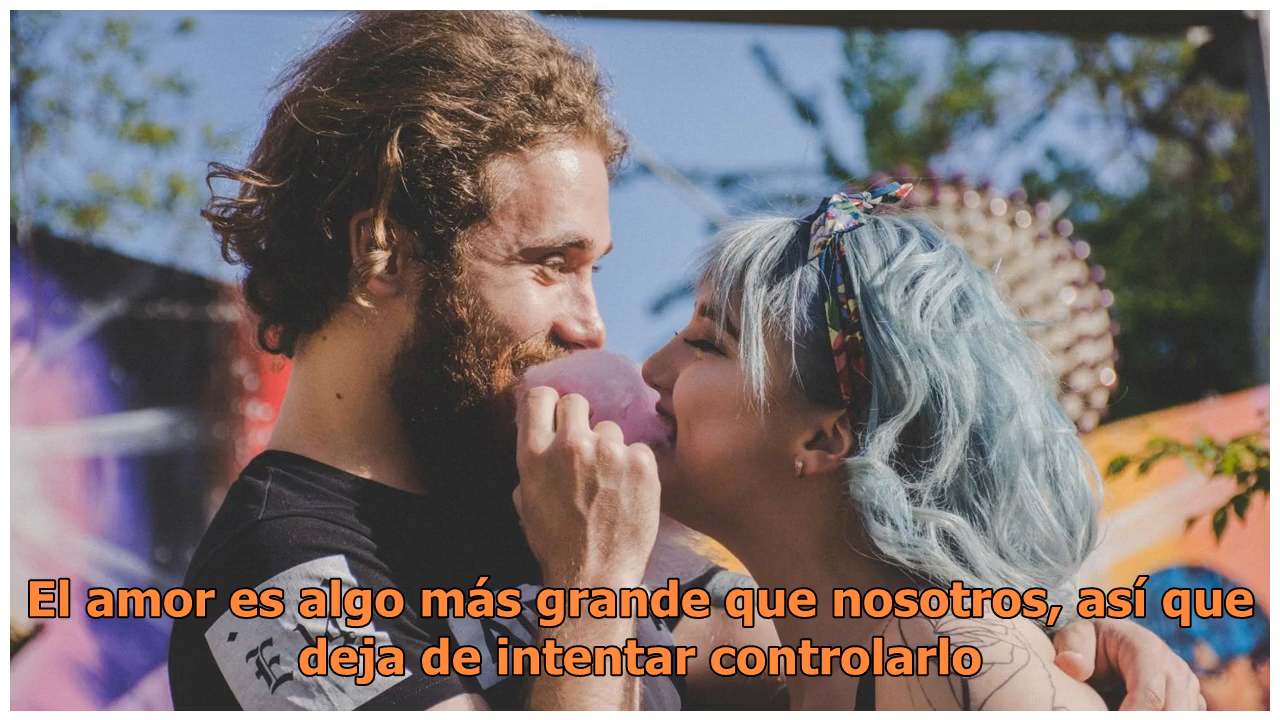 El amor es algo más grande que nosotros, así que
deja de intentar controlarlo